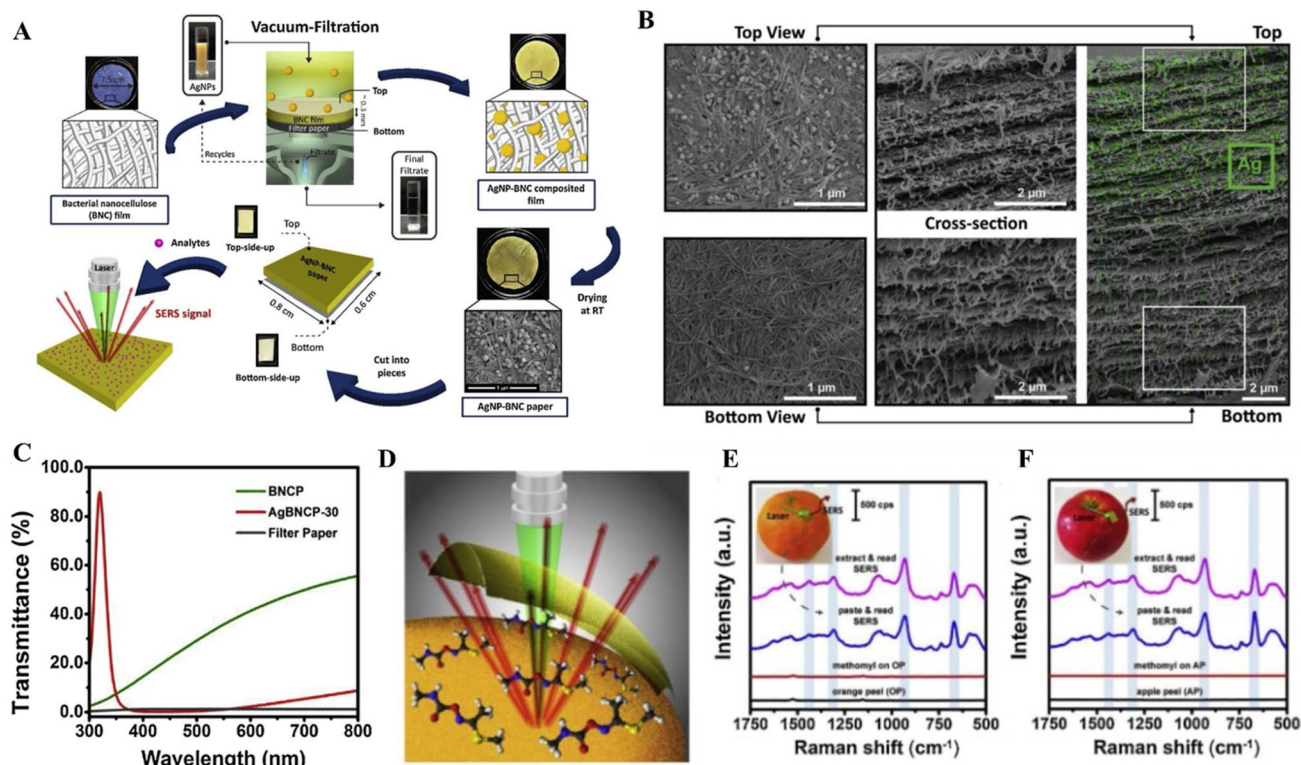 A
Vacuum-Filtration
7.5 cm
AgNPs
Top
BNC film
~ 0.3 mm
Filter paper
Bottom
Recycles
Filtrate
Final
Filtrate
Bacterial nanocellulose
(BNC) film
AgNP-BNC composited
film
Analytes
Top-side-up
Top
AgNP-BNC
paper
0.8 cm
0.6 cm
Laser
SERS signal
Bottom
Bottom-side-up
Cut into
pieces
Drying
at RT
AgNP-BNC paper
B
Top View
Top
1 μm
2 μm
Ag
Cross-section
1 μm
2 μm
2 μm
Bottom View
Bottom
C
100.0
80.0
60.0
40.0
20.0
0.0
Transmittance (%)
BNCP
AgBNCP-30
Filter Paper
300 400 500 600 700 800
Wavelength (nm)
D
E
Intensity (a.u.)
Laser
SERS
500 cps
extract & read
SERS
paste & read
SERS
methomyl on OP
orange peel (OP)
1750 1500 1250 1000 750 500
Raman shift (cm⁻¹)
F
Intensity (a.u.)
Laser
SERS
500 cps
extract & read
SERS
paste & read
SERS
methomyl on AP
apple peel (AP)
1750 1500 1250 1000 750 500
Raman shift (cm⁻¹)